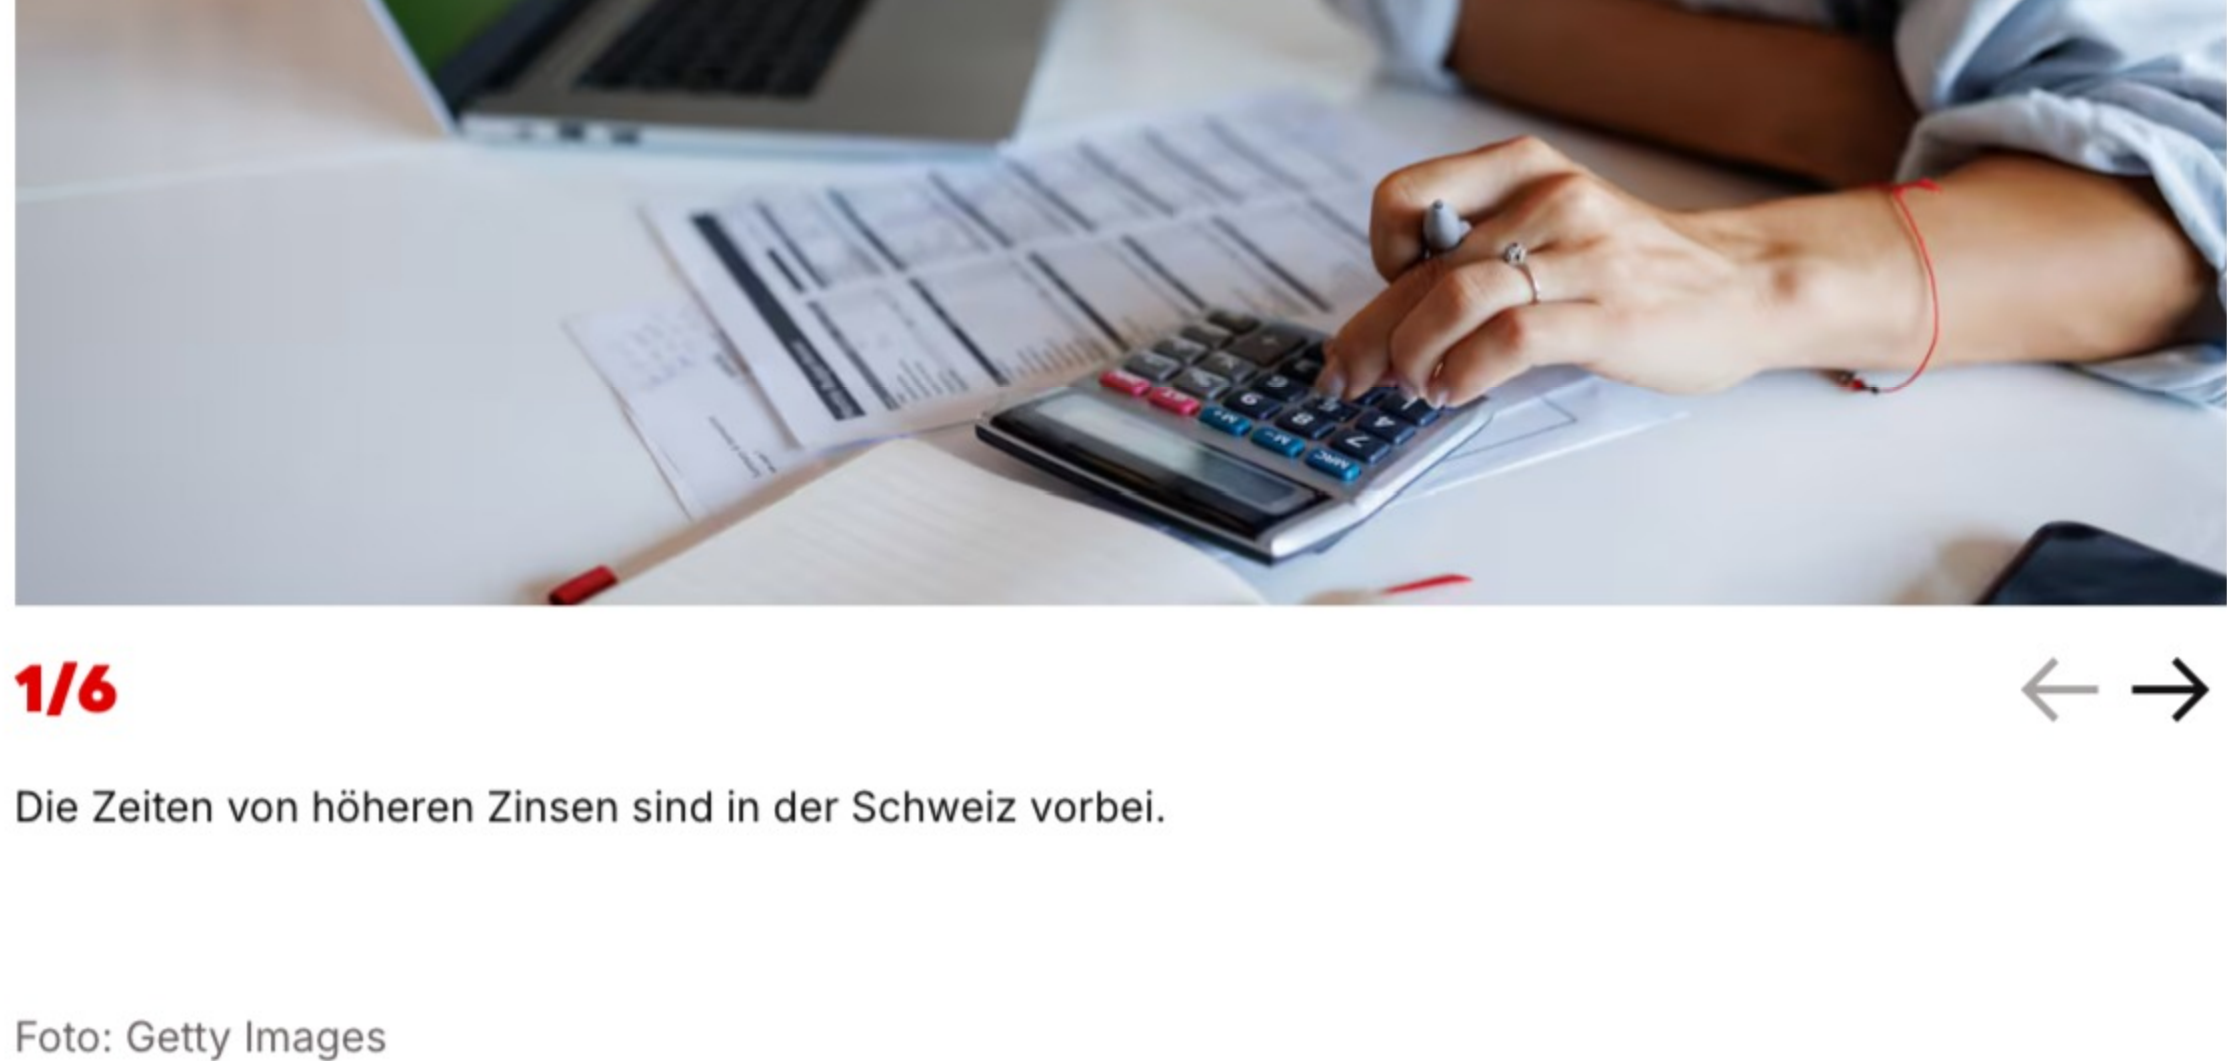 1/6
Die Zeiten von höheren Zinsen sind in der Schweiz vorbei.
Foto: Getty Images